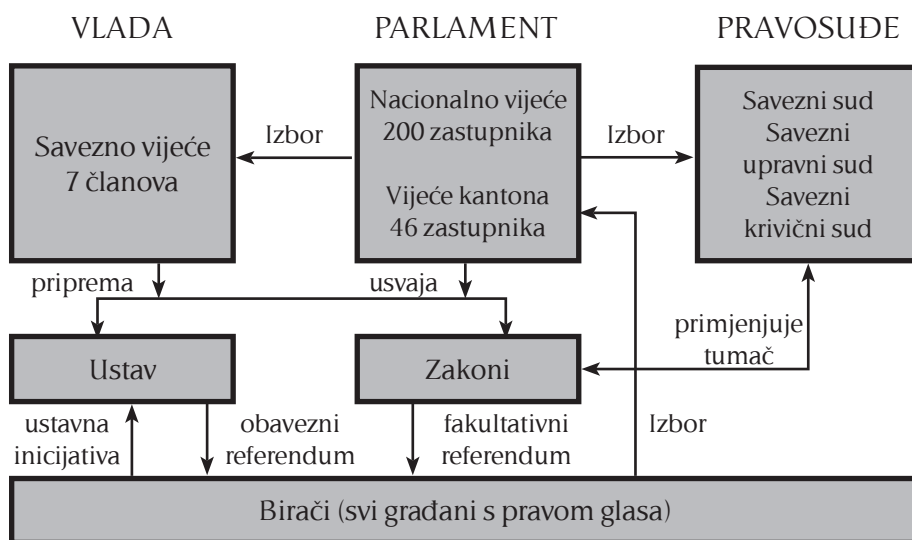 VLADA
PARLAMENT
PRAVOSUĐE
Savezno vijeće
7 članova
Izbor
Nacionalno vijeće
200 zastupnika
Vijeće kantona
46 zastupnika
Izbor
Savezni sud
Savezni
upravni sud
Savezni
krivični sud
priprema
usvaja
primjenjuje
tumač
Ustav
Zakoni
ustavna
inicijativa
obavezni
referendum
fakultativni
referendum
Izbor
Birači (svi građani s pravom glasa)